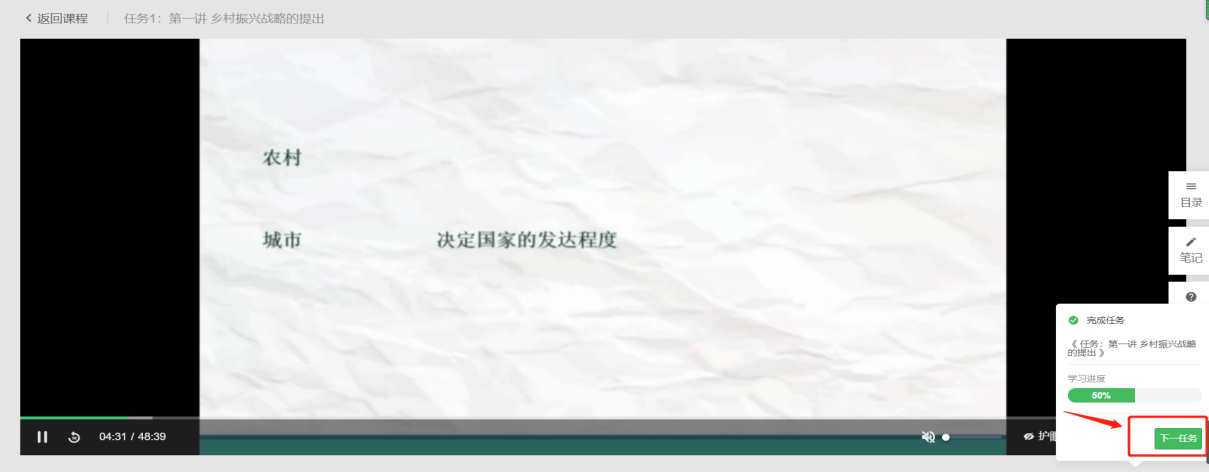 返回课程
任务1：第一讲 乡村振兴战略的提出
农村
城市
决定国家的发达程度
目录
笔记
完成任务
《 任务：第一讲 乡村振兴战略
的提出 》
学习进度
50%
下一任务
04:31 / 48:39